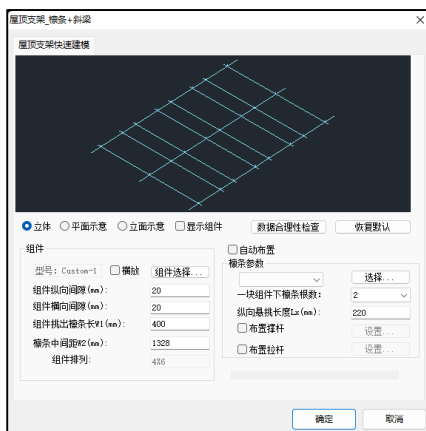 屋顶支架_檩条+斜梁
屋顶支架快速建模
立体 平面示意 立面示意 显示组件 数据合理性检查 恢复默认
组件
型号: Custom-1 横放 组件选择...
组件纵向间隙(mm): 20
组件横向间隙(mm): 20
组件挑出檩条长W1(mm): 400
檩条中间距W2(mm): 1328
组件排列: 4X6
自动布置
檩条参数
选择...
一块组件下檩条根数: 2
纵向悬挑长度Lx(mm): 220
布置撑杆 设置...
布置拉杆 设置...
确定 取消